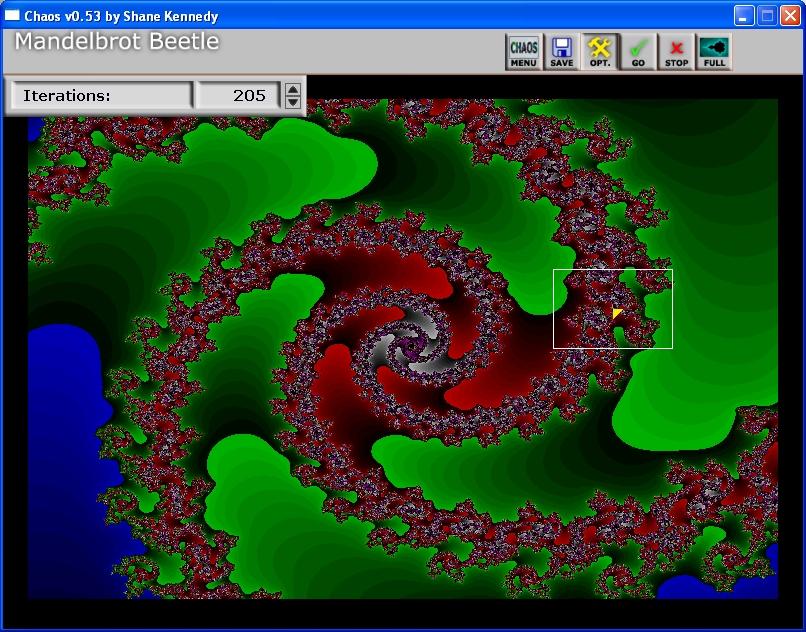 Chaos v0.53 by Shane Kennedy
Mandelbrot Beetle
CHAOS MENU SAVE OPT. GO STOP FULL
Iterations: 205